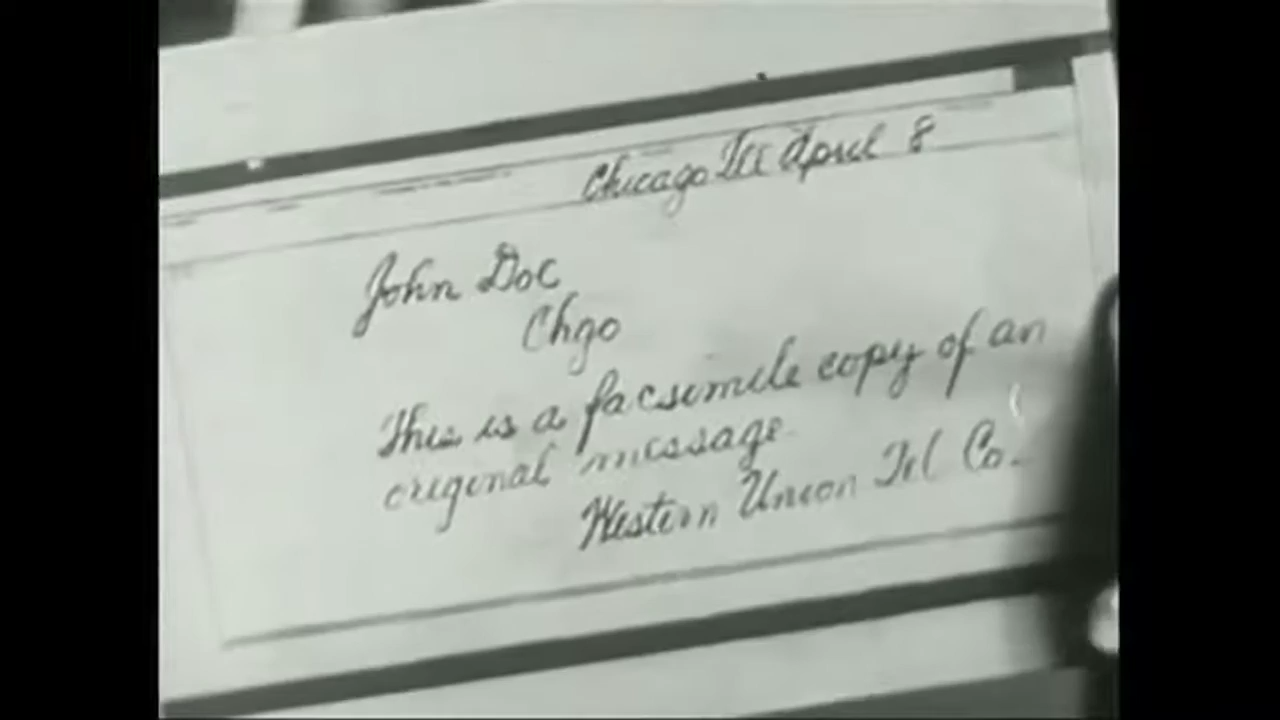 Chicago Ill April 8
John Doe
Chgo
This is a facsimile copy of an
original message
Western Union Tel Co.